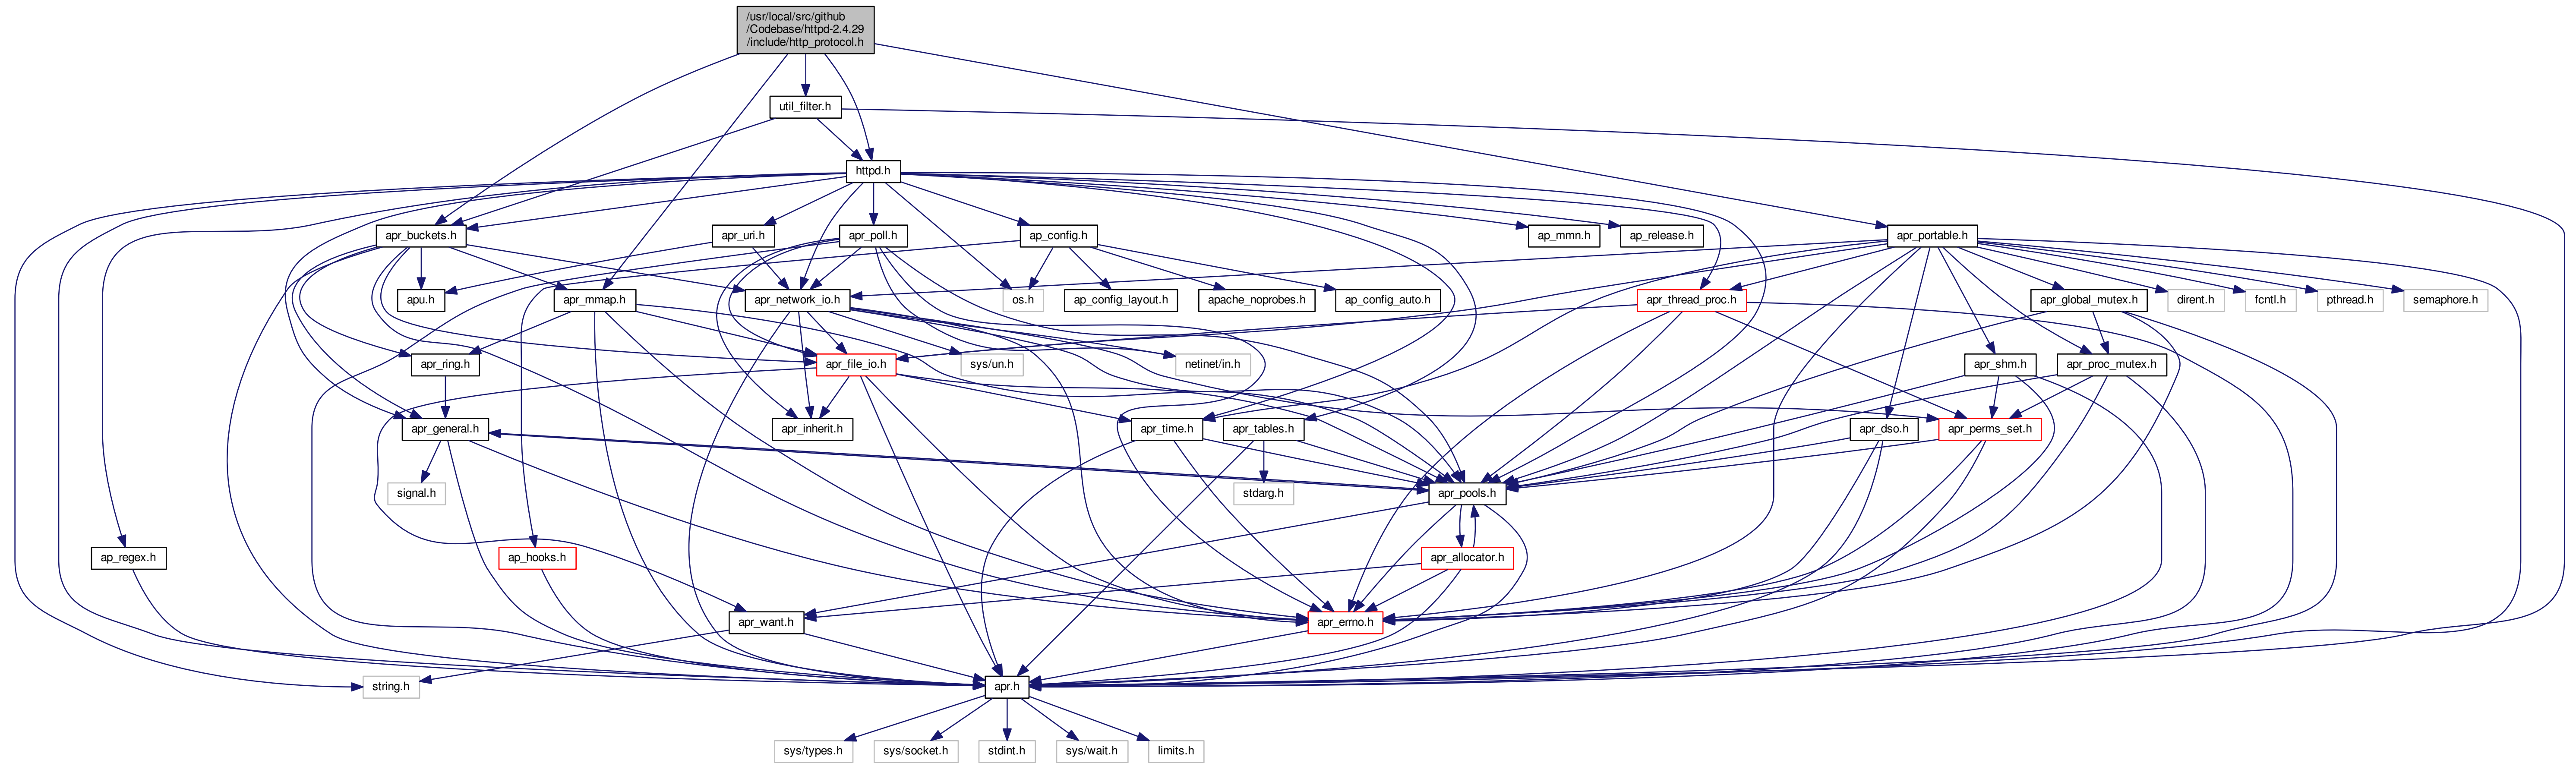 /usr/local/src/github
/Codebase/httpd-2.4.29
/include/http_protocol.h
util_filter.h
httpd.h
apr_buckets.h
apr_uri.h
apr_poll.h
ap_config.h
ap_mmn.h
ap_release.h
apr_portable.h
apu.h
apr_mmap.h
apr_network_io.h
os.h
ap_config_layout.h
apache_noprobes.h
ap_config_auto.h
apr_thread_proc.h
apr_global_mutex.h
dirent.h
fcntl.h
pthread.h
semaphore.h
apr_ring.h
apr_file_io.h
sys/un.h
netinet/in.h
apr_shm.h
apr_proc_mutex.h
apr_general.h
apr_inherit.h
apr_time.h
apr_tables.h
apr_dso.h
apr_perms_set.h
signal.h
stdarg.h
apr_pools.h
ap_regex.h
ap_hooks.h
apr_allocator.h
apr_want.h
apr_errno.h
string.h
apr.h
sys/types.h
sys/socket.h
stdint.h
sys/wait.h
limits.h